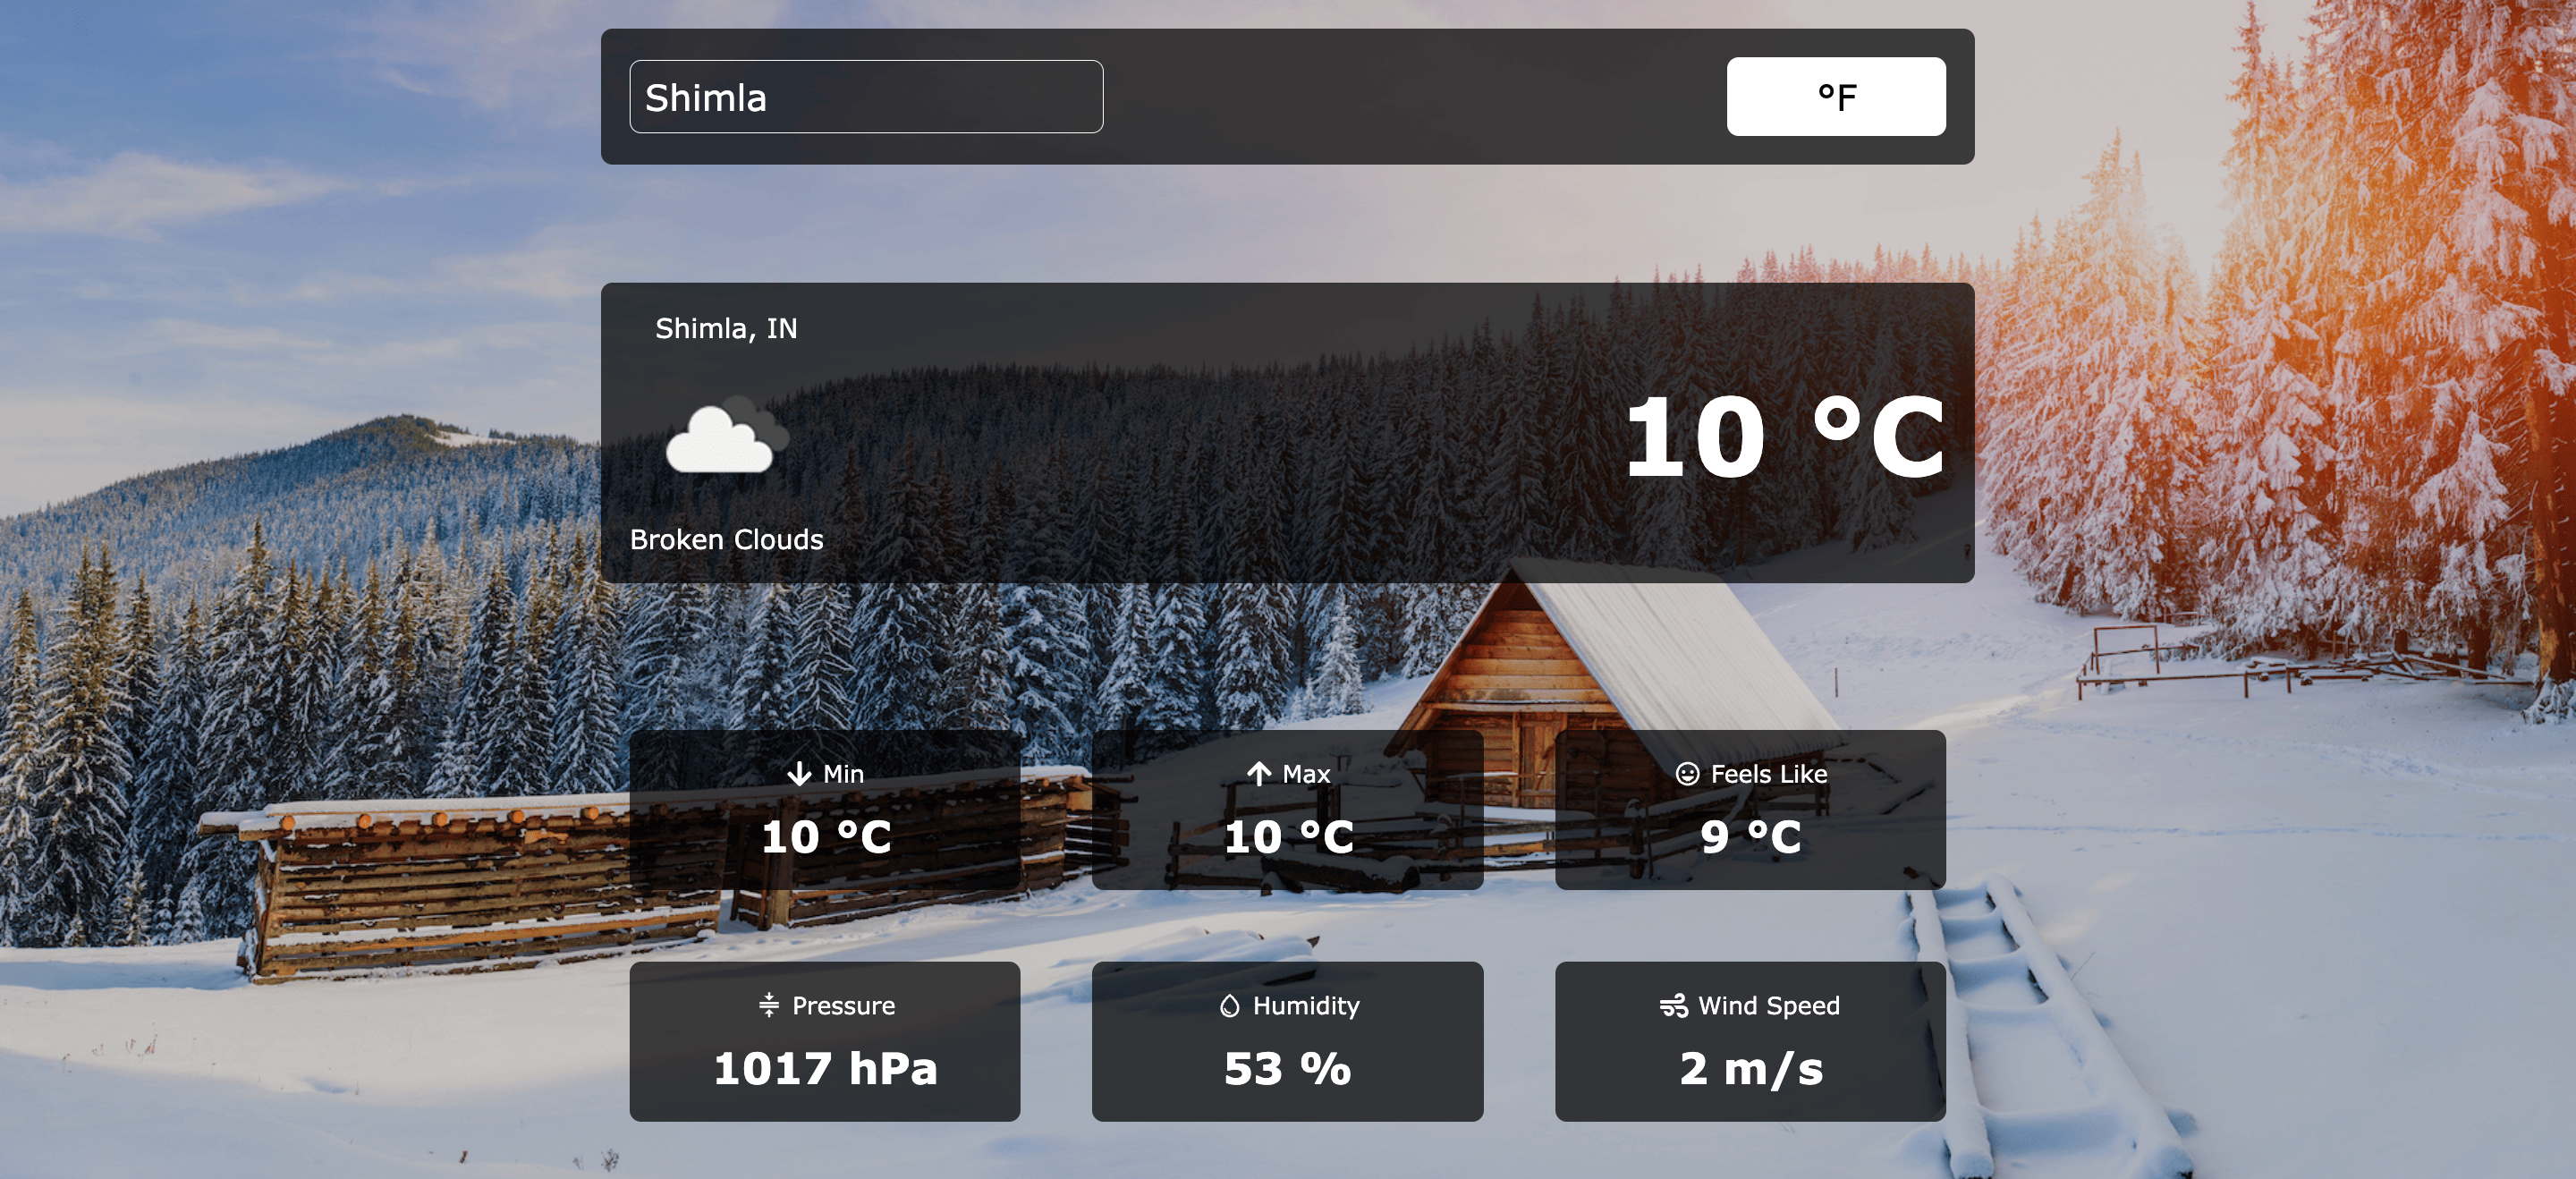 Shimla
°F
Shimla, IN
10 °C
Broken Clouds
Min
10 °C
Max
10 °C
Feels Like
9 °C
Pressure
1017 hPa
Humidity
53 %
Wind Speed
2 m/s